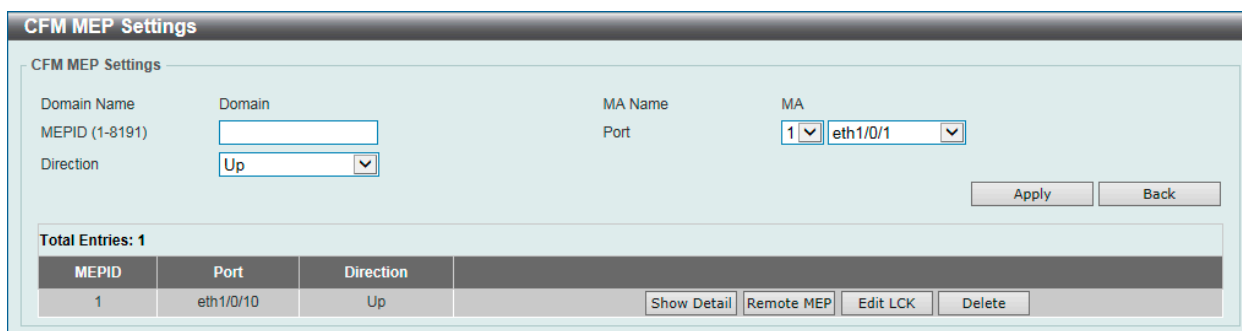 CFM MEP Settings
CFM MEP Settings
Domain Name Domain MA Name MA
MEPID (1-8191) Port 1 eth1/0/1
Direction Up
Apply Back
Total Entries: 1
MEPID Port Direction
1 eth1/0/10 Up Show Detail Remote MEP Edit LCK Delete